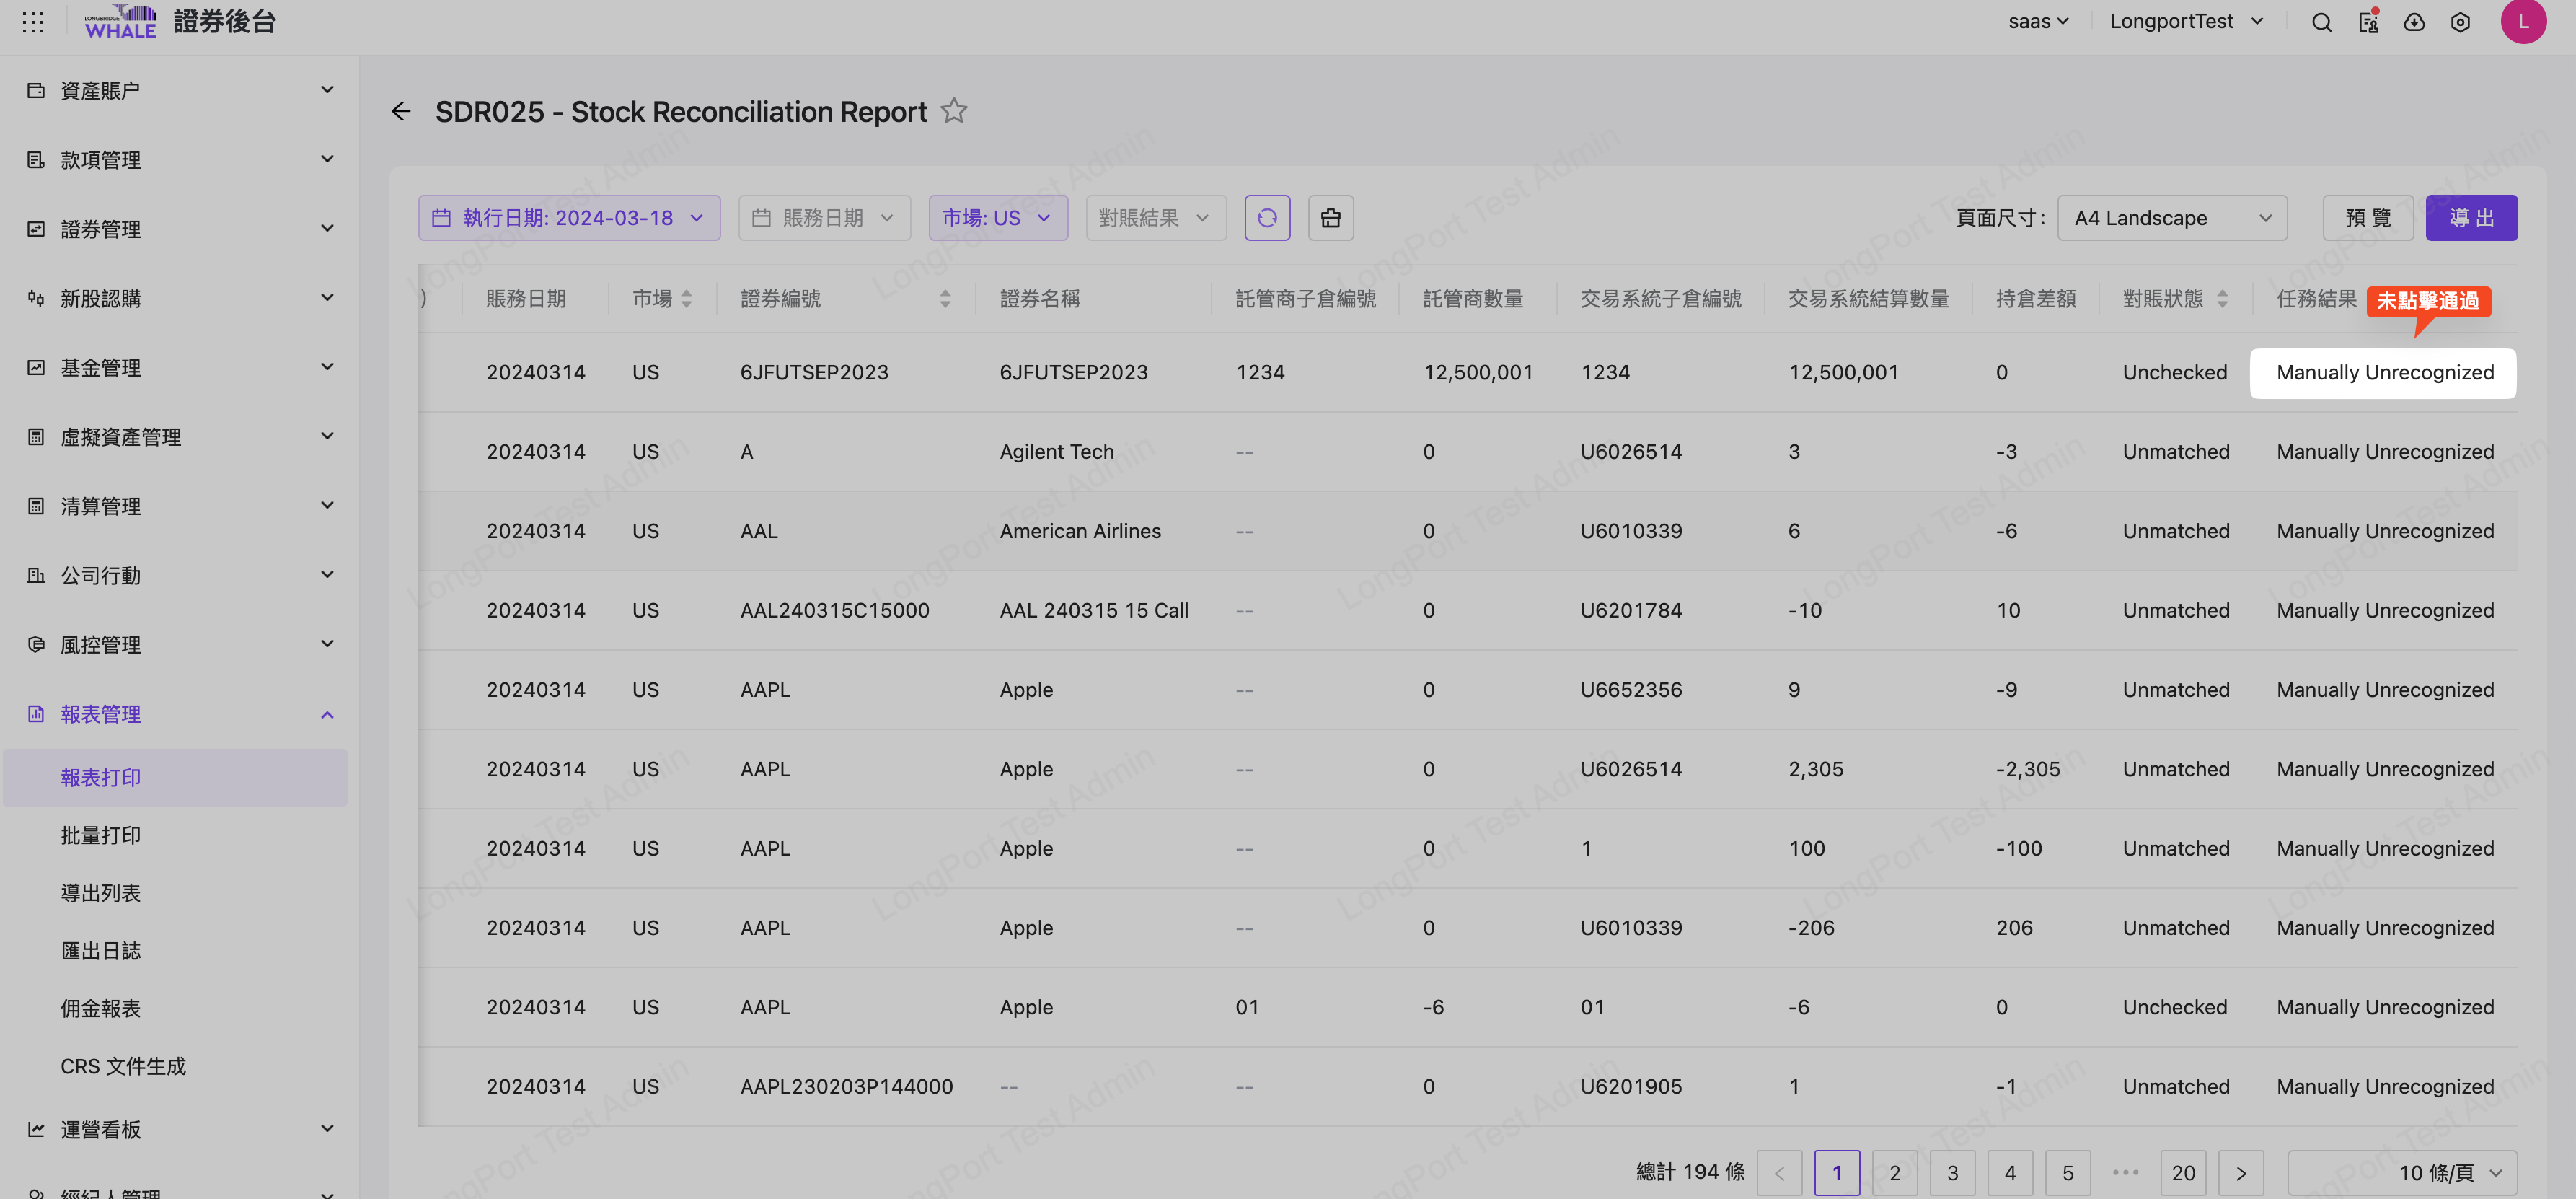 LONGBRIDGE
WHALE
證券後台
saas
LongportTest
L
資產賬户
款項管理
證券管理
新股認購
基金管理
虛擬資產管理
清算管理
公司行動
風控管理
報表管理
報表打印
批量打印
導出列表
匯出日誌
佣金報表
CRS 文件生成
運營看板
經紀人管理
SDR025 - Stock Reconciliation Report
執行日期: 2024-03-18 賬務日期 市場: US 對賬結果 頁面尺寸: A4 Landscape 預覽 導出
) 賬務日期 市場 證券編號 證券名稱 託管商子倉編號 託管商數量 交易系統子倉編號 交易系統結算數量 持倉差額 對賬狀態 任務結果 未點擊通過
20240314 US 6JFUTSEP2023 6JFUTSEP2023 1234 12,500,001 1234 12,500,001 0 Unchecked Manually Unrecognized
20240314 US A Agilent Tech -- 0 U6026514 3 -3 Unmatched Manually Unrecognized
20240314 US AAL American Airlines -- 0 U6010339 6 -6 Unmatched Manually Unrecognized
20240314 US AAL240315C15000 AAL 240315 15 Call -- 0 U6201784 -10 10 Unmatched Manually Unrecognized
20240314 US AAPL Apple -- 0 U6652356 9 -9 Unmatched Manually Unrecognized
20240314 US AAPL Apple -- 0 U6026514 2,305 -2,305 Unmatched Manually Unrecognized
20240314 US AAPL Apple -- 0 1 100 -100 Unmatched Manually Unrecognized
20240314 US AAPL Apple -- 0 U6010339 -206 206 Unmatched Manually Unrecognized
20240314 US AAPL Apple 01 -6 01 -6 0 Unchecked Manually Unrecognized
20240314 US AAPL230203P144000 -- -- 0 U6201905 1 -1 Unmatched Manually Unrecognized
總計 194 條 < 1 2 3 4 5 ••• 20 > 10 條/頁
LongPort Test Admin